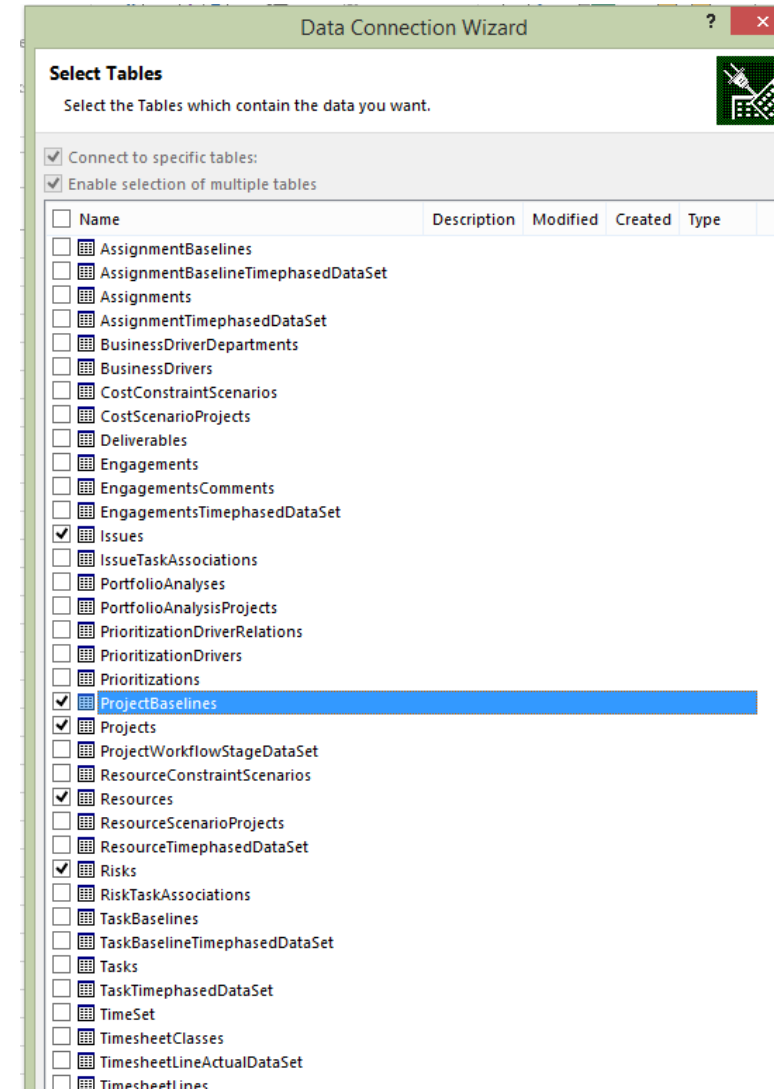 Data Connection Wizard
?
Select Tables
Select the Tables which contain the data you want.
Connect to specific tables:
Enable selection of multiple tables
Name Description Modified Created Type
AssignmentBaselines
AssignmentBaselineTimephasedDataSet
Assignments
AssignmentTimephasedDataSet
BusinessDriverDepartments
BusinessDrivers
CostConstraintScenarios
CostScenarioProjects
Deliverables
Engagements
EngagementsComments
EngagementsTimephasedDataSet
Issues
IssueTaskAssociations
PortfolioAnalyses
PortfolioAnalysisProjects
PrioritizationDriverRelations
PrioritizationDrivers
Prioritizations
ProjectBaselines
Projects
ProjectWorkflowStageDataSet
ResourceConstraintScenarios
Resources
ResourceScenarioProjects
ResourceTimephasedDataSet
Risks
RiskTaskAssociations
TaskBaselines
TaskBaselineTimephasedDataSet
Tasks
TaskTimephasedDataSet
TimeSet
TimesheetClasses
TimesheetLineActualDataSet
TimesheetLines